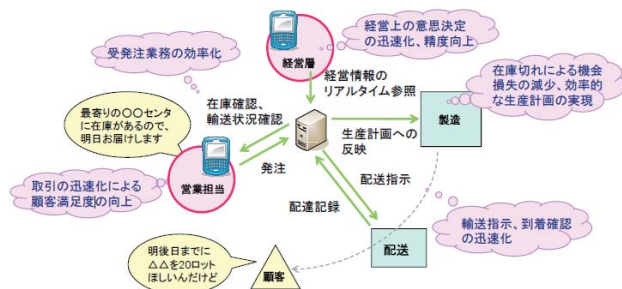 経営上の意思決定
の迅速化、精度向上
受発注業務の効率化
経営層
経営情報の
リアルタイム参照
在庫切れによる機会
損失の減少、効率的
な生産計画の実現
最寄りの〇〇センタ
に在庫があるので、
明日お届けします
在庫確認、
輸送状況確認
生産計画への
反映
製造
営業担当
発注
取引の迅速化による
顧客満足度の向上
配送指示
配達記録
輸送指示、到着確認
の迅速化
明後日までに
△△を20ロット
ほしいんだけど
顧客
配送